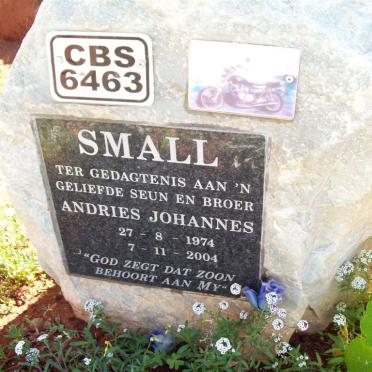 CBS
6463
SMALL
TER GEDAGTENIS AAN 'N
GELIEFDE SEUN EN BROER
ANDRIES JOHANNES
27 - 8 - 1974
7 - 11 - 2004
"GOD ZEGT DAT ZOON
BEHOORT AAN MY"